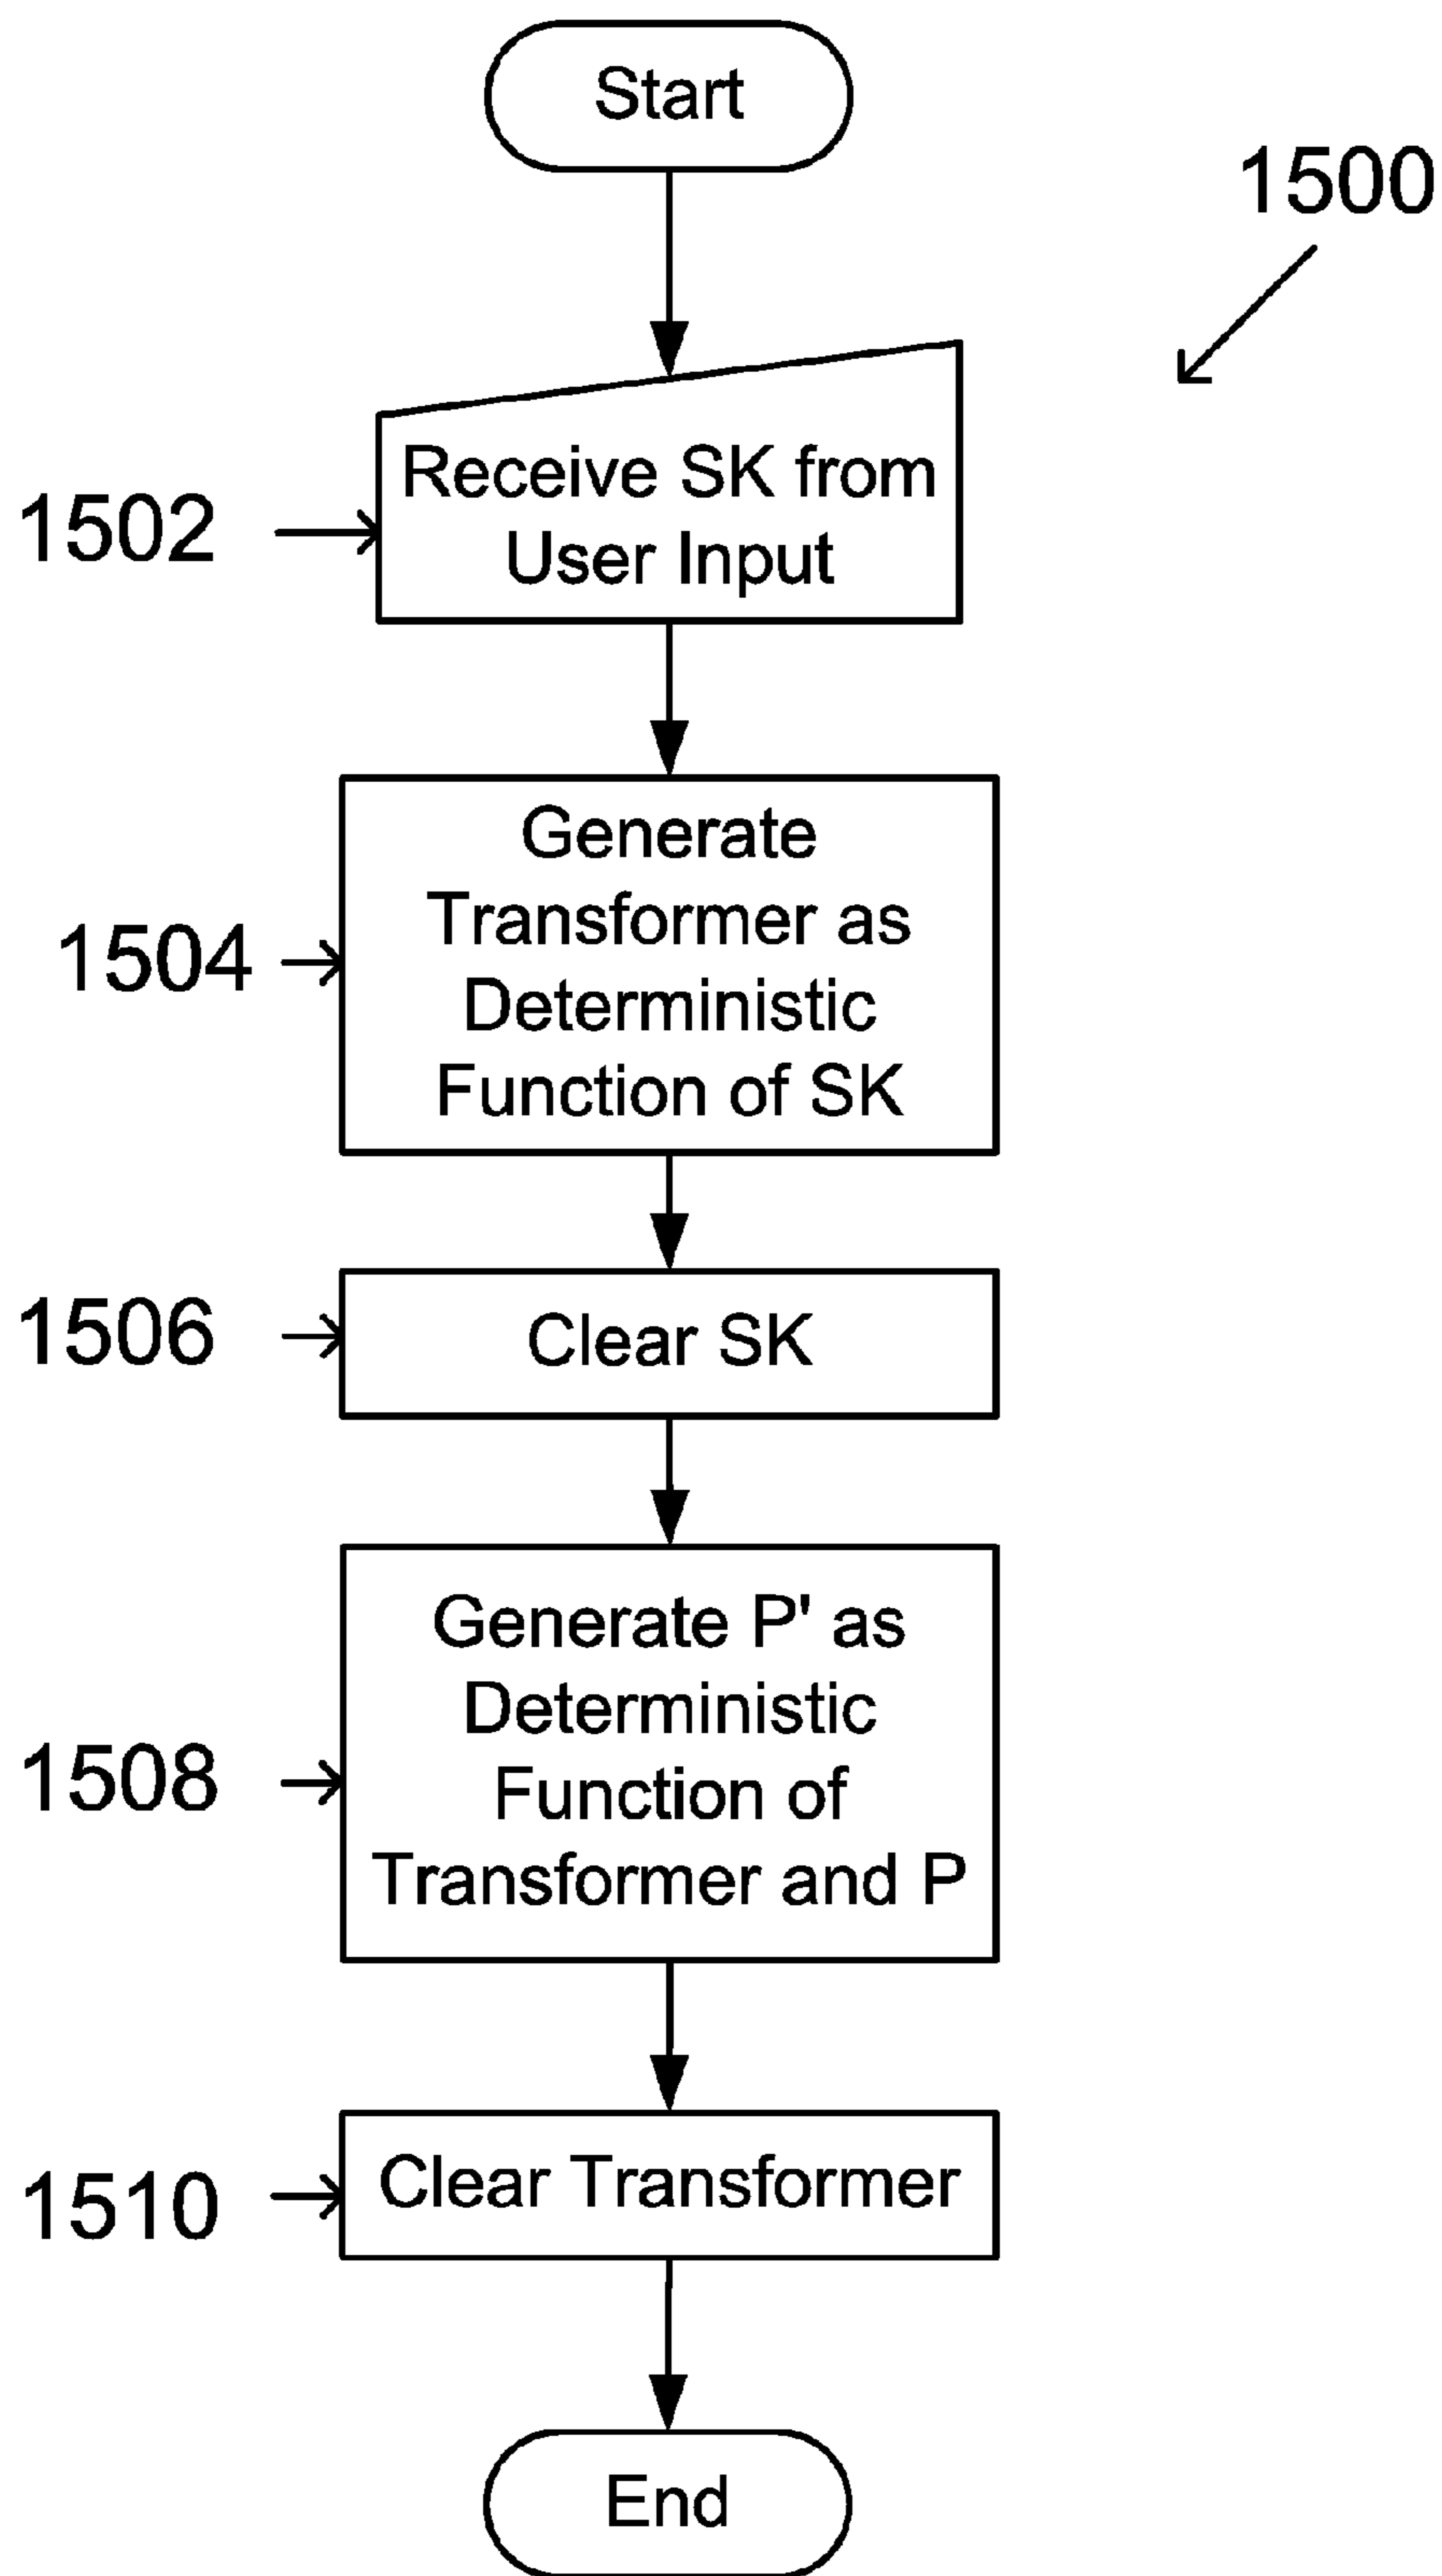 Start
1500
Receive SK from
User Input
1502
Generate
Transformer as
Deterministic
Function of SK
1504
Clear SK
1506
Generate P' as
Deterministic
Function of
Transformer and P
1508
Clear Transformer
1510
End